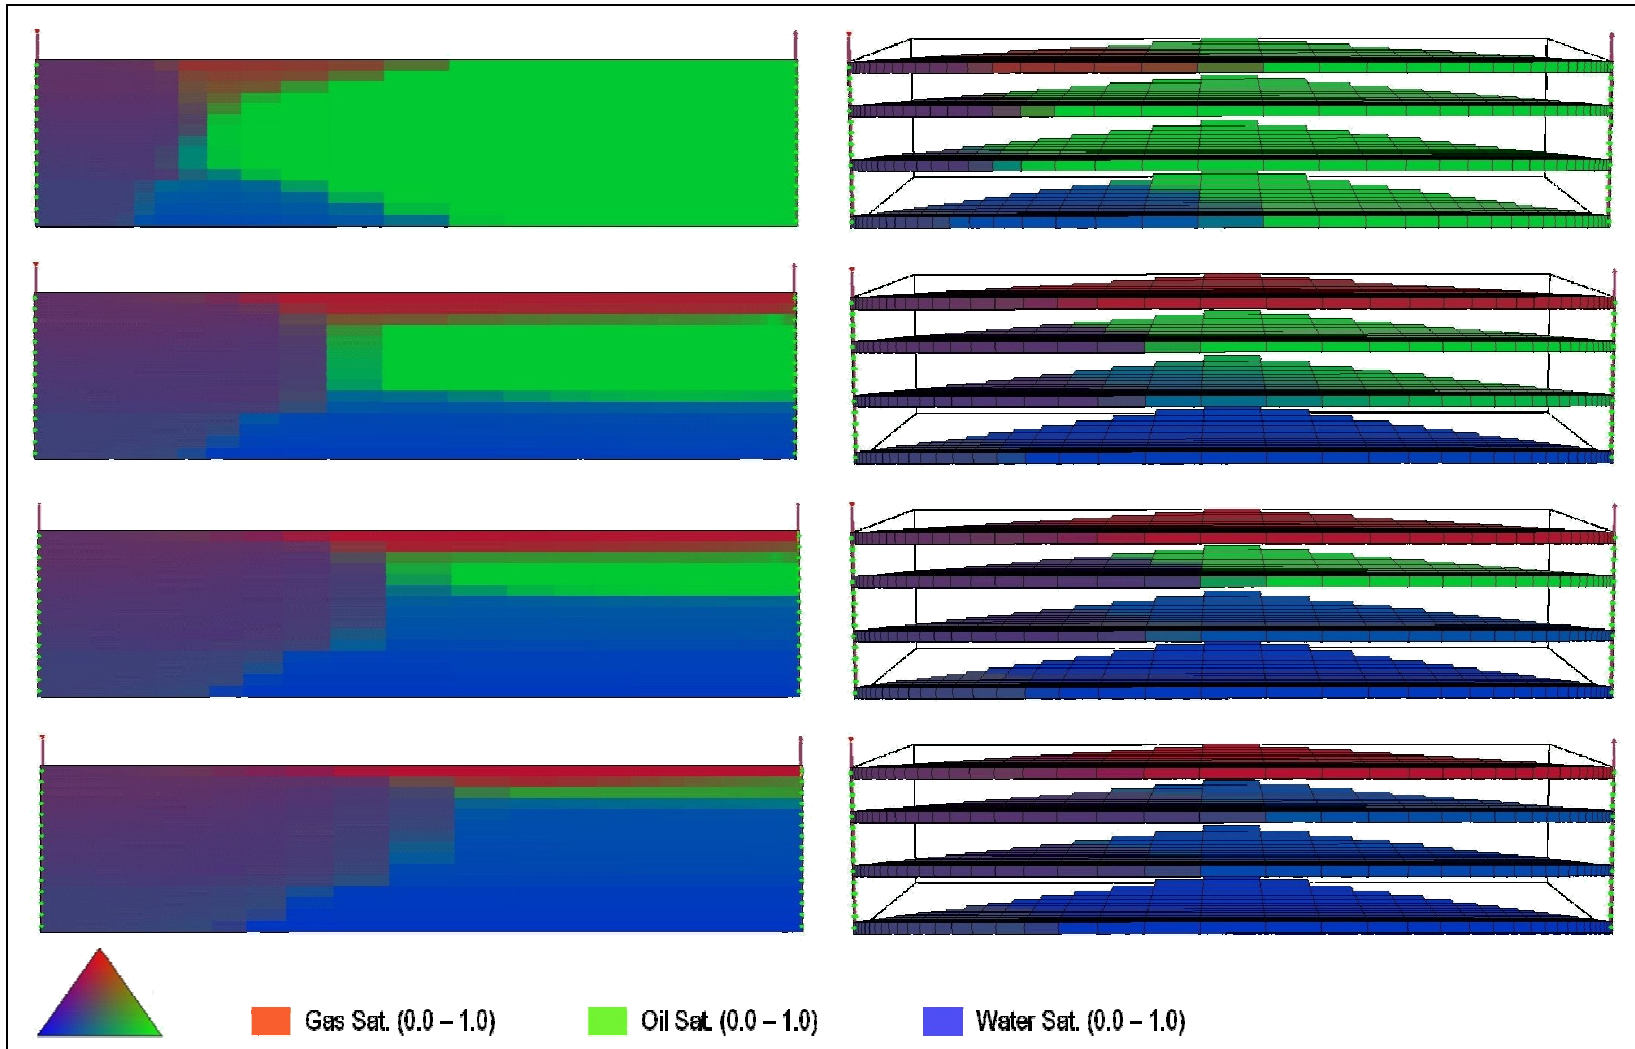 Gas Sat. (0.0 – 1.0)
Oil Sat. (0.0 – 1.0)
Water Sat. (0.0 – 1.0)